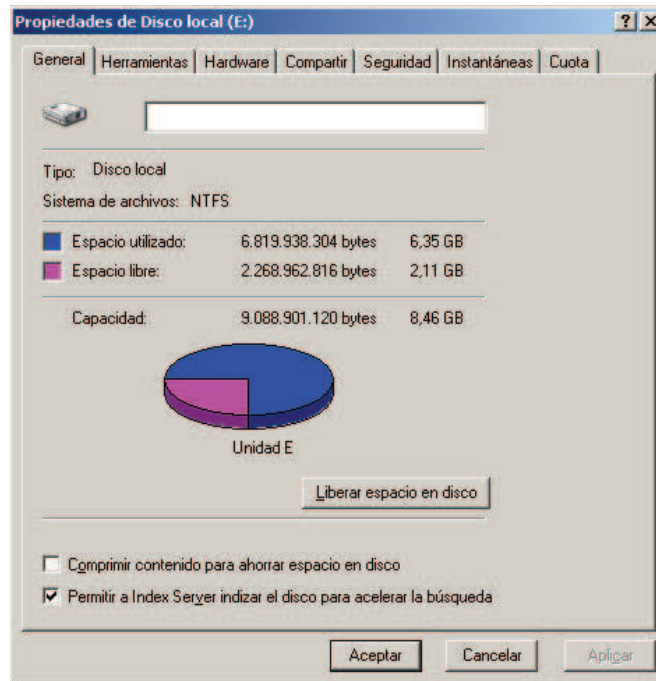 Propiedades de Disco local (E:)
General Herramientas Hardware Compartir Seguridad Instantáneas Cuota
Tipo: Disco local
Sistema de archivos: NTFS
Espacio utilizado: 6.819.938.304 bytes 6,35 GB
Espacio libre: 2.268.962.816 bytes 2,11 GB
Capacidad: 9.088.901.120 bytes 8,46 GB
Unidad E
Liberar espacio en disco
Comprimir contenido para ahorrar espacio en disco
Permitir a Index Server indizar el disco para acelerar la búsqueda
Aceptar Cancelar Aplicar